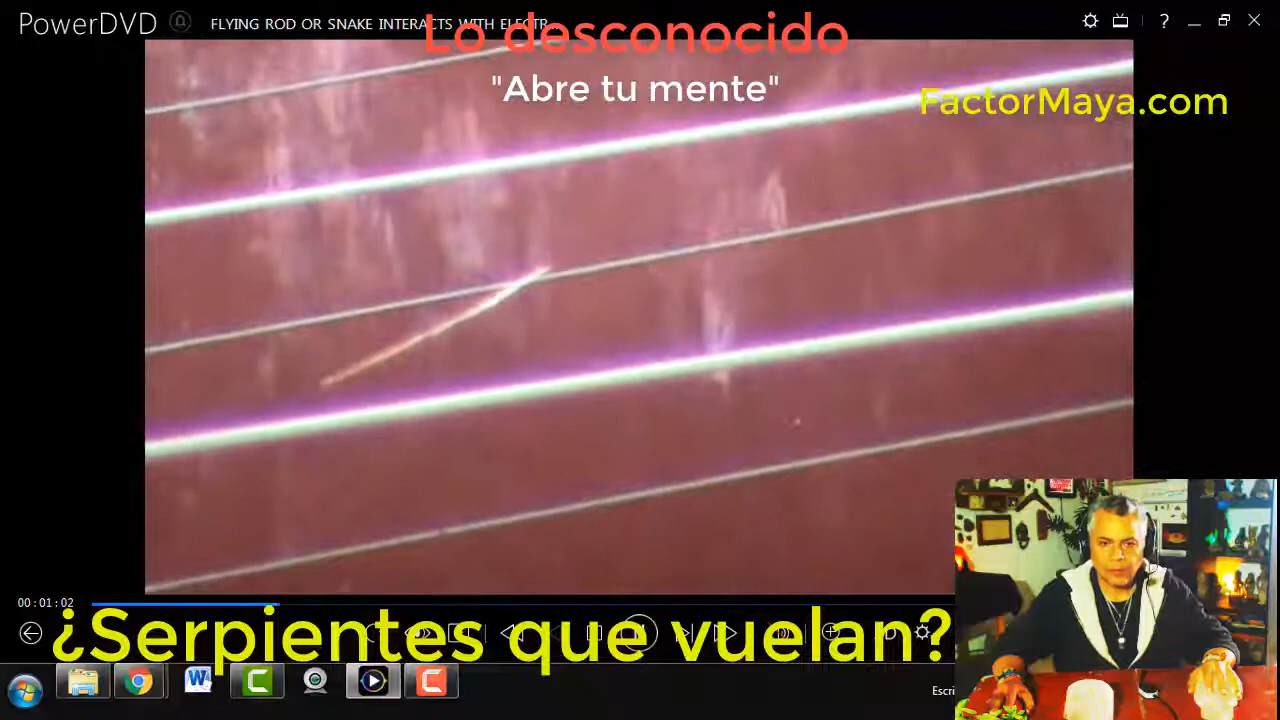 PowerDVD
FLYING ROD OR SNAKE INTERACTS WITH ELECTR
Lo desconocido
"Abre tu mente"
FactorMaya.com
00:01:02
¿Serpientes que vuelan?
Escri